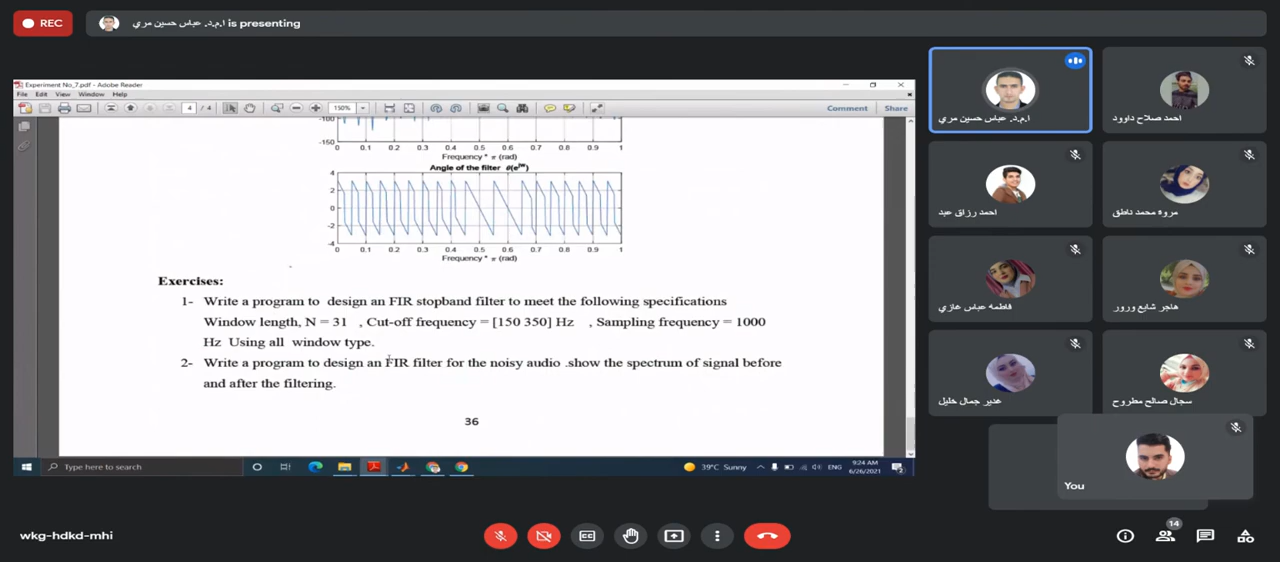 REC
ا.م.د. عباس حسين مري is presenting
Experiment No_7.pdf - Adobe Reader
File Edit View Window Help
4 / 4
150%
Comment Share
-100
-150
0 0.1 0.2 0.3 0.4 0.5 0.6 0.7 0.8 0.9 1
Frequency * π (rad)
Angle of the filter θ(e^jw)
4
2
0
-2
-4
0 0.1 0.2 0.3 0.4 0.5 0.6 0.7 0.8 0.9 1
Frequency * π (rad)
Exercises:
1- Write a program to design an FIR stopband filter to meet the following specifications
Window length, N = 31 , Cut-off frequency = [150 350] Hz , Sampling frequency = 1000
Hz Using all window type.
2- Write a program to design an FIR filter for the noisy audio .show the spectrum of signal before
and after the filtering.
36
Type here to search
39°C Sunny
ENG
9:24 AM
6/26/2021
2
ا.م.د. عباس حسين مري
احمد صلاح داوود
احمد رزاق عبد
مروه محمد ناطق
فاطمه عباس غازي
هاجر شايع ورور
غدير جمال خليل
سجال صالح مطروح
You
wkg-hdkd-mhi
14